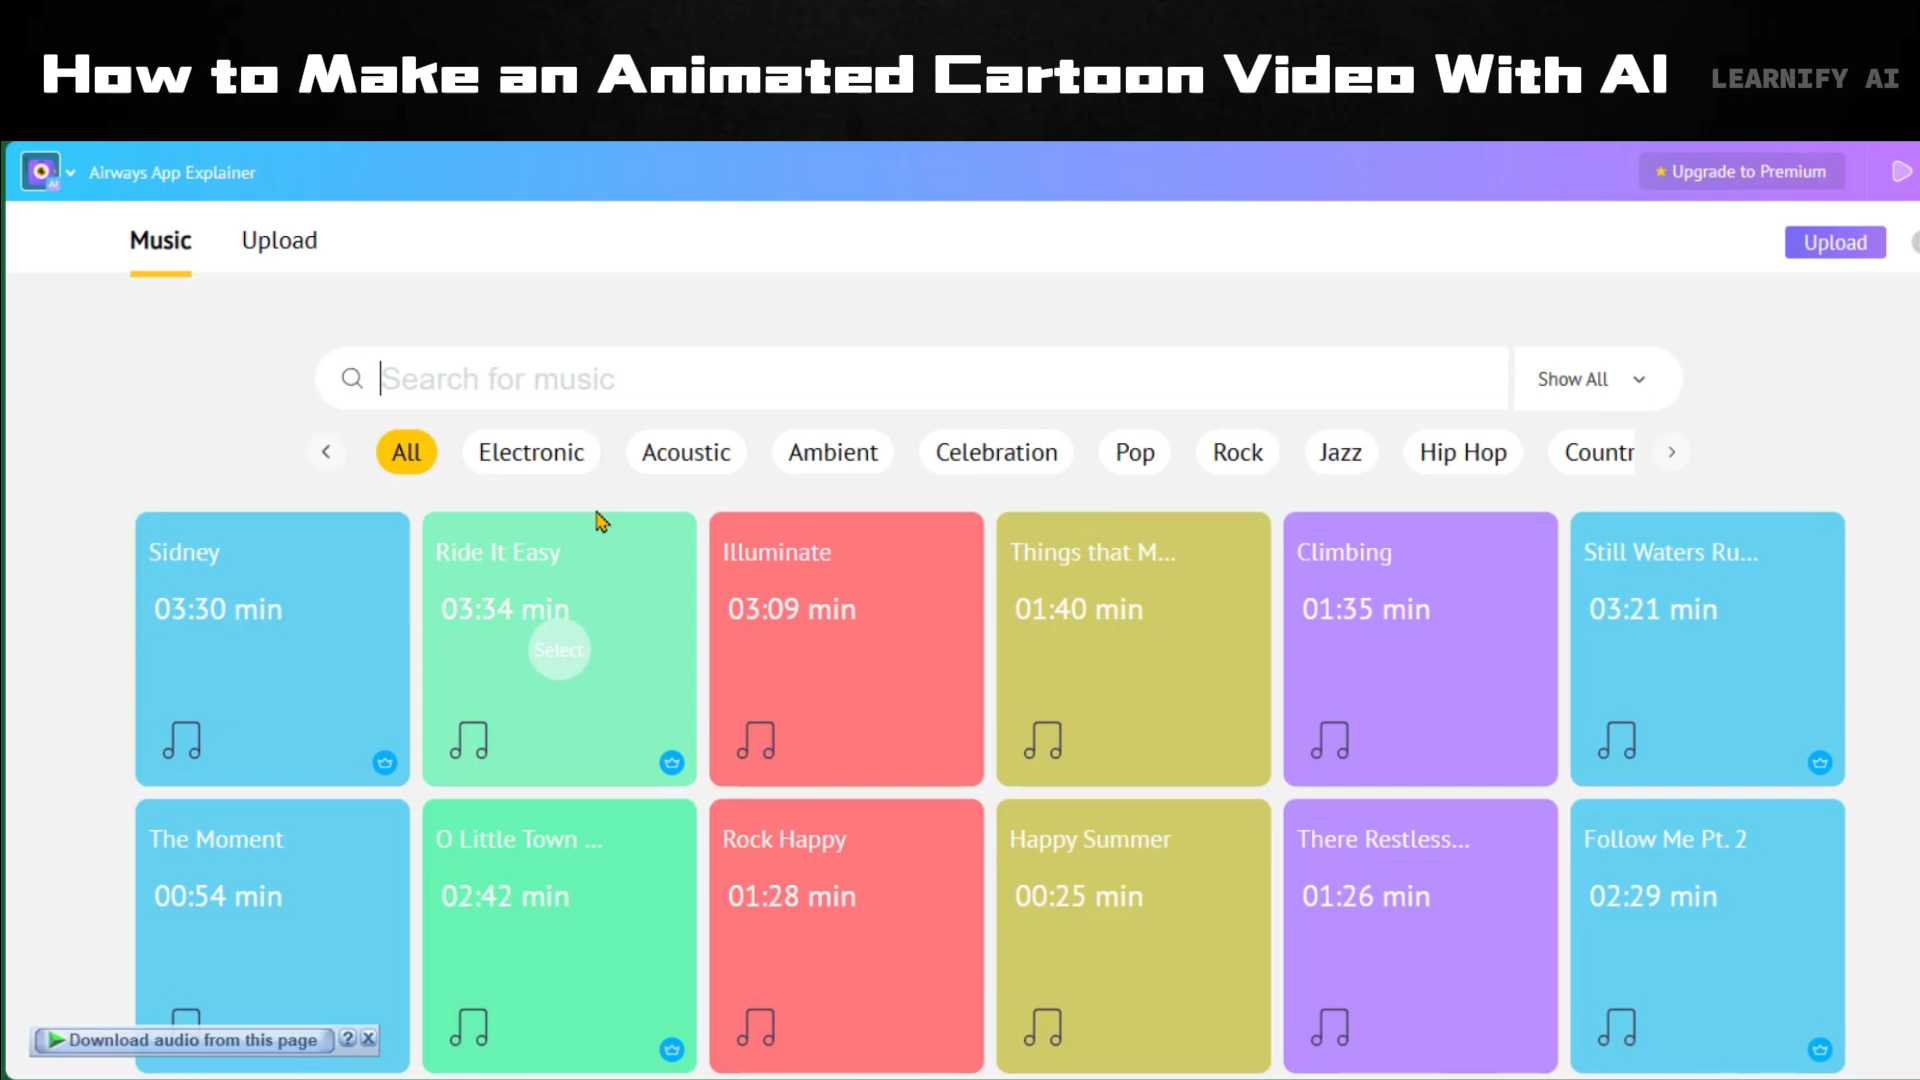 How to Make an Animated Cartoon Video With AI
LEARNIFY AI
AI
Airways App Explainer
Upgrade to Premium
Music
Upload
Upload
Search for music
Show All
All
Electronic
Acoustic
Ambient
Celebration
Pop
Rock
Jazz
Hip Hop
Countr
Sidney
Ride It Easy
Illuminate
Things that M...
Climbing
Still Waters Ru...
03:30 min
03:34 min
03:09 min
01:40 min
01:35 min
03:21 min
Select
The Moment
O Little Town ...
Rock Happy
Happy Summer
There Restless...
Follow Me Pt. 2
00:54 min
02:42 min
01:28 min
00:25 min
01:26 min
02:29 min
Download audio from this page
? X